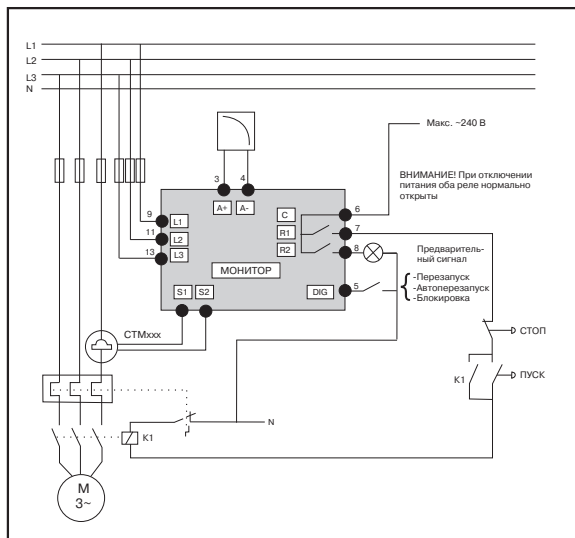 L1
L2
L3
N
Макс. ~240 В
ВНИМАНИЕ! При отключении
питания оба реле нормально
открыты
3
4
A+
A-
C
6
9
L1
R1
7
11
L2
R2
8
13
L3
МОНИТОР
Предваритель-
ный сигнал
S1
S2
DIG
5
-Перезапуск
-Автоперезапуск
-Блокировка
СТМxxx
СТОП
K1
ПУСК
N
K1
M
3~